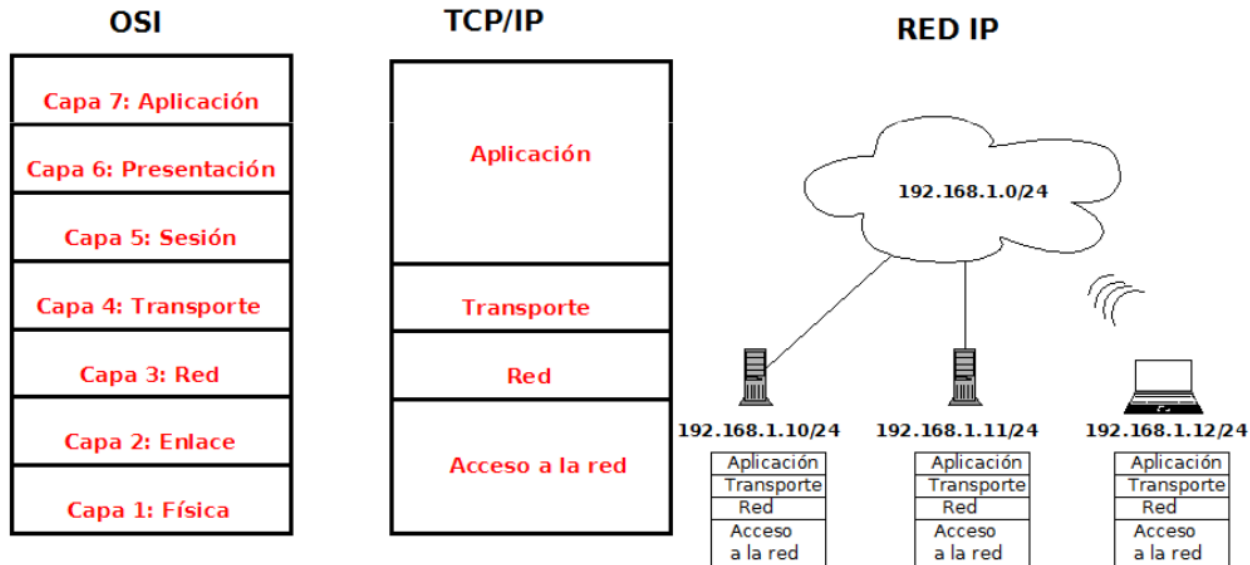 OSI
Capa 7: Aplicación
Capa 6: Presentación
Capa 5: Sesión
Capa 4: Transporte
Capa 3: Red
Capa 2: Enlace
Capa 1: Física
TCP/IP
Aplicación
Transporte
Red
Acceso a la red
RED IP
192.168.1.0/24
192.168.1.10/24
Aplicación
Transporte
Red
Acceso
a la red
192.168.1.11/24
Aplicación
Transporte
Red
Acceso
a la red
192.168.1.12/24
Aplicación
Transporte
Red
Acceso
a la red